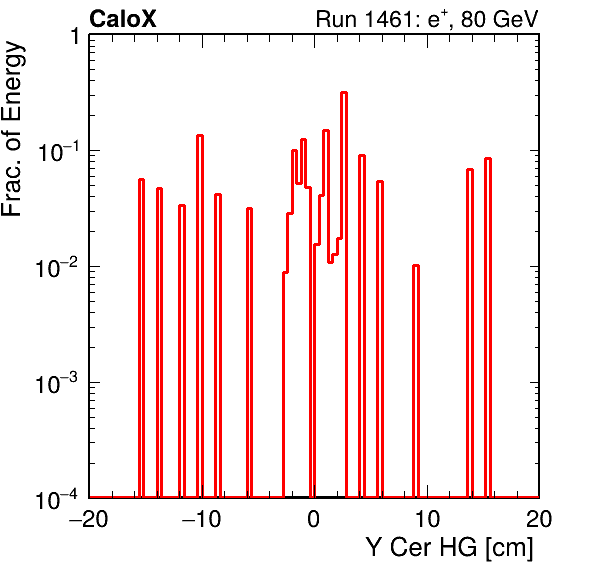 CaloX Run 1461: e⁺, 80 GeV
Frac. of Energy
1
10⁻¹
10⁻²
10⁻³
10⁻⁴
−20 −10 0 10 20
Y Cer HG [cm]